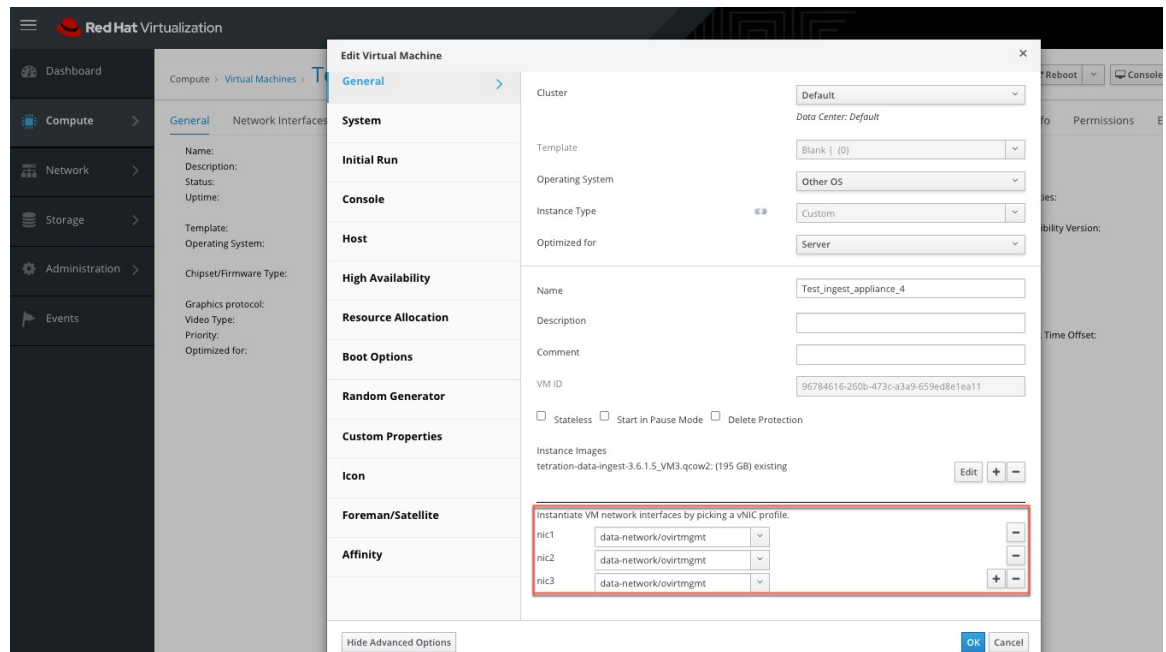 Red Hat Virtualization
Dashboard
Compute
Network
Storage
Administration
Events
Compute > Virtual Machines >
General Network Interfaces
Name:
Description:
Status:
Uptime:
Template:
Operating System:
Chipset/Firmware Type:
Graphics protocol:
Video Type:
Priority:
Optimized for:
Edit Virtual Machine ×
General
System
Initial Run
Console
Host
High Availability
Resource Allocation
Boot Options
Random Generator
Custom Properties
Icon
Foreman/Satellite
Affinity
Cluster Default
Data Center: Default
Template Blank | (0)
Operating System Other OS
Instance Type Custom
Optimized for Server
Name Test_ingest_appliance_4
Description
Comment
VM ID 96784616-260b-473c-a3a9-659ed8e1ea11
Stateless Start in Pause Mode Delete Protection
Instance Images
tetration-data-ingest-3.6.1.5_VM3.qcow2: (195 GB) existing Edit + −
Instantiate VM network interfaces by picking a vNIC profile.
nic1 data-network/ovirtmgmt −
nic2 data-network/ovirtmgmt −
nic3 data-network/ovirtmgmt + −
Hide Advanced Options OK Cancel
Reboot Console
Permissions
Time Offset: